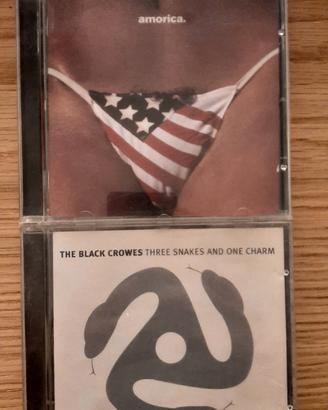 amorica.
THE BLACK CROWES THREE SNAKES AND ONE CHARM